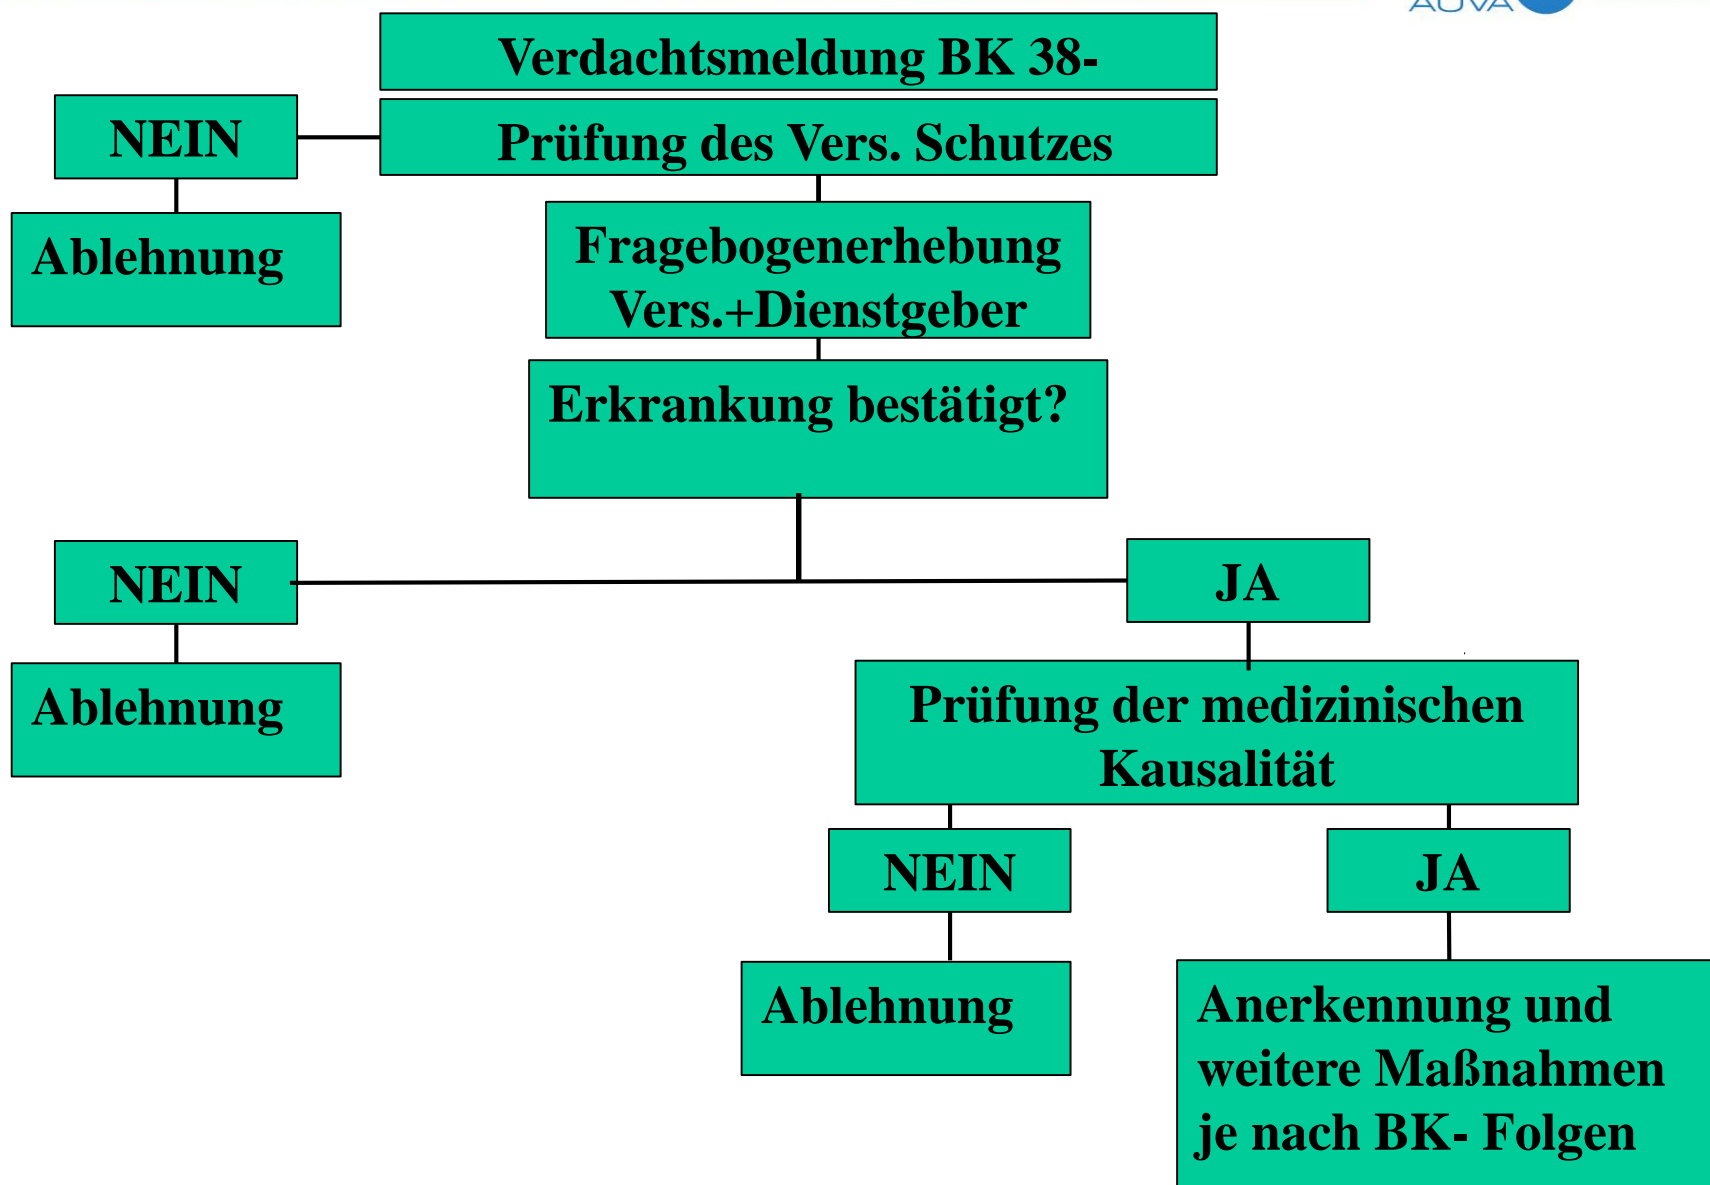 AUVA
Verdachtsmeldung BK 38-
NEIN
Prüfung des Vers. Schutzes
Ablehnung
Fragebogenerhebung
Vers.+Dienstgeber
Erkrankung bestätigt?
NEIN
JA
Ablehnung
Prüfung der medizinischen
Kausalität
NEIN
JA
Ablehnung
Anerkennung und
weitere Maßnahmen
je nach BK- Folgen